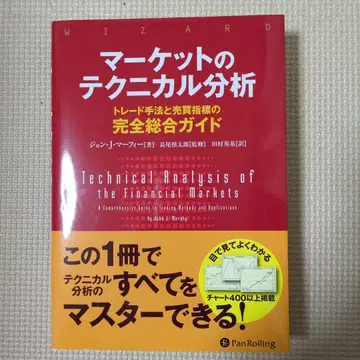 WIZARD
マーケットの
テクニカル分析
トレード手法と売買指標の
完全総合ガイド
ジョン・J・マーフィー[著] 長尾慎太郎[監修] 田村英基[訳]
Technical Analysis of
the Financial Markets
A Comprehensive Guide to Trading Methods and Applications
by John J. Murphy
この1冊で
テクニカル
分析の
すべてを
マスターできる!
目で見てよくわかる
チャート400以上掲載
PanRolling